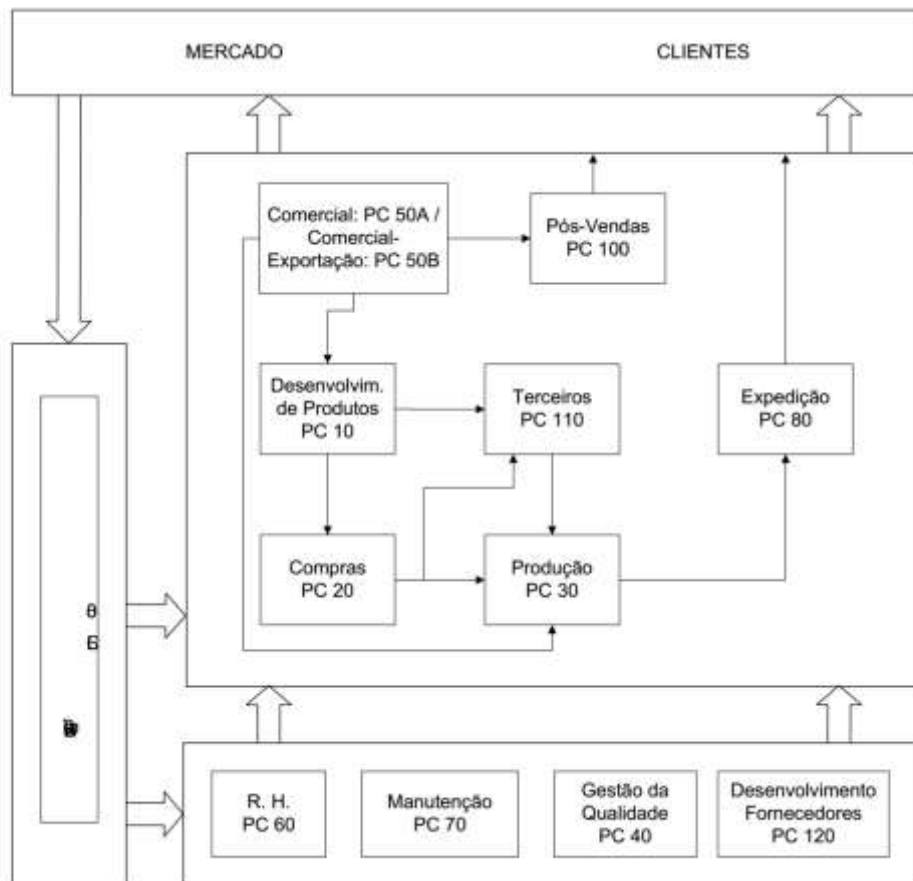 MERCADO CLIENTES
Comercial: PC 50A /
Comercial-
Exportação: PC 50B
Pós-Vendas
PC 100
Desenvolvim.
de Produtos
PC 10
Terceiros
PC 110
Expedição
PC 80
Compras
PC 20
Produção
PC 30
R. H.
PC 60
Manutenção
PC 70
Gestão da
Qualidade
PC 40
Desenvolvimento
Fornecedores
PC 120